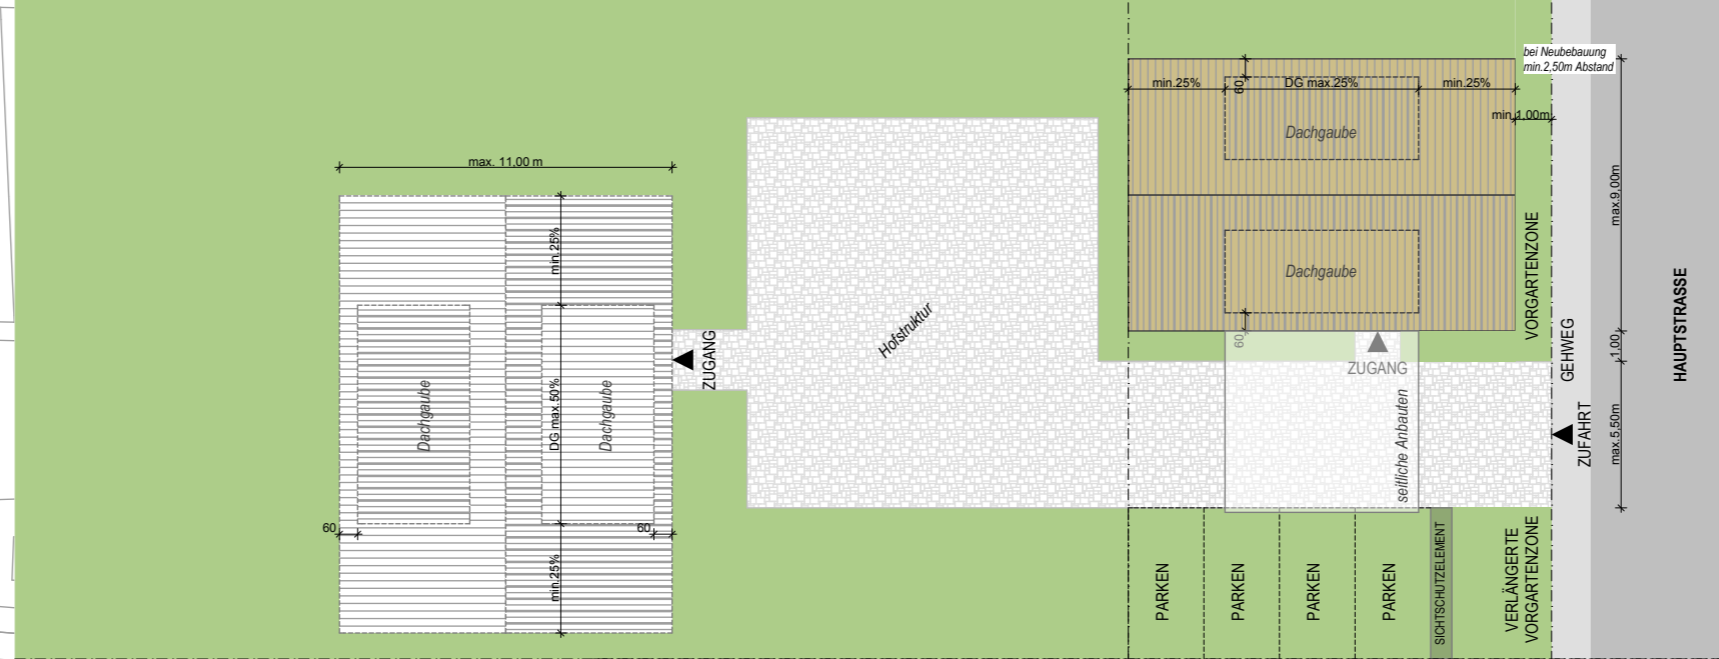 bei Neubebauung
min.2,50m Abstand
min.25%
60
DG max.25%
min.25%
min.1,00m
Dachgaube
max. 11,00 m
max.9,00m
min.25%
VORGARTENZONE
Dachgaube
HAUPTSTRASSE
Hofstruktur
ZUGANG
60
1,00
GEHWEG
ZUGANG
Dachgaube
DG max.50%
Dachgaube
seitliche Anbauten
ZUFAHRT
max.5,50m
60
60
min.25%
PARKEN
PARKEN
PARKEN
PARKEN
SICHTSCHUTZELEMENT
VERLÄNGERTE
VORGARTENZONE